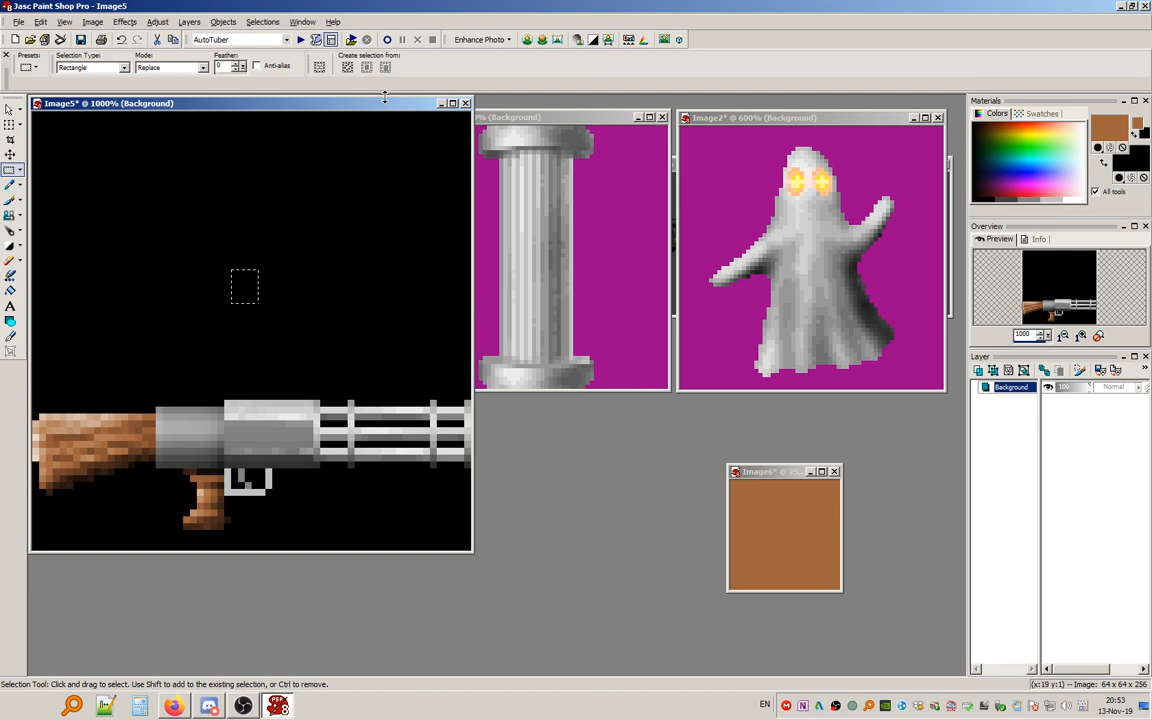 Jasc Paint Shop Pro - Image5
File Edit View Image Effects Adjust Layers Objects Selections Window Help
AutoTuber
Enhance Photo
Presets:
Selection Type:
Mode:
Feather:
Create selection from:
Rectangle
Replace
0
Anti-alias
Image5* @ 1000% (Background)
% (Background)
Image2* @ 600% (Background)
Image6* @ 25...
Materials
Colors
Swatches
All tools
Overview
Preview
Info
1000
Layer
Background
100
Normal
Selection Tool: Click and drag to select. Use Shift to add to the existing selection, or Ctrl to remove.
(x:19 y:1) -- Image: 64 x 64 x 256
EN
20:53
13-Nov-19